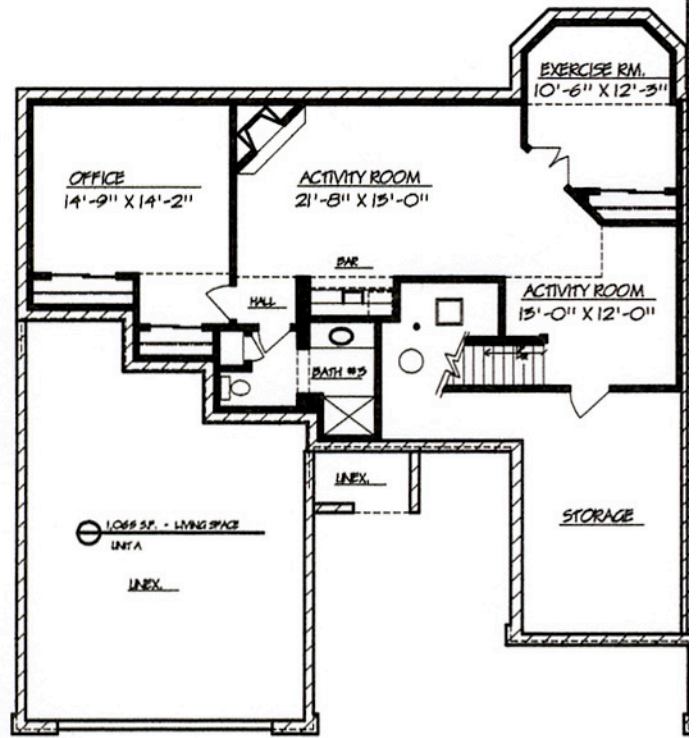 EXERCISE RM.
10'-6" X 12'-3"
OFFICE
14'-9" X 14'-2"
ACTIVITY ROOM
21'-8" X 13'-0"
BAR
HALL
ACTIVITY ROOM
13'-0" X 12'-0"
BATH #3
UNEX.
STORAGE
1,065 S.F. - LIVING SPACE
UNIT A
UNEX.